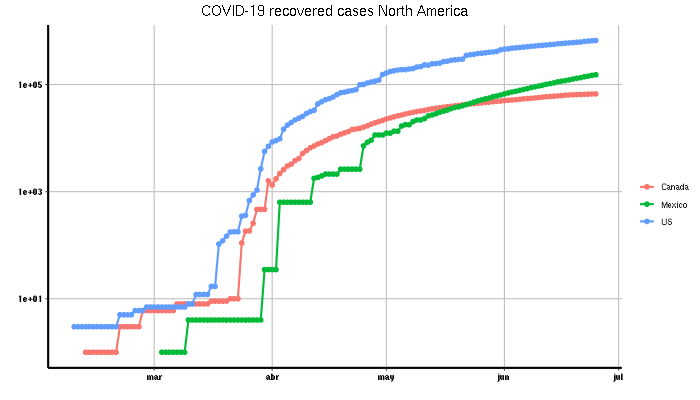 COVID-19 recovered cases North America
1e+05
1e+03
1e+01
mar
abr
may
jun
jul
Canada
Mexico
US